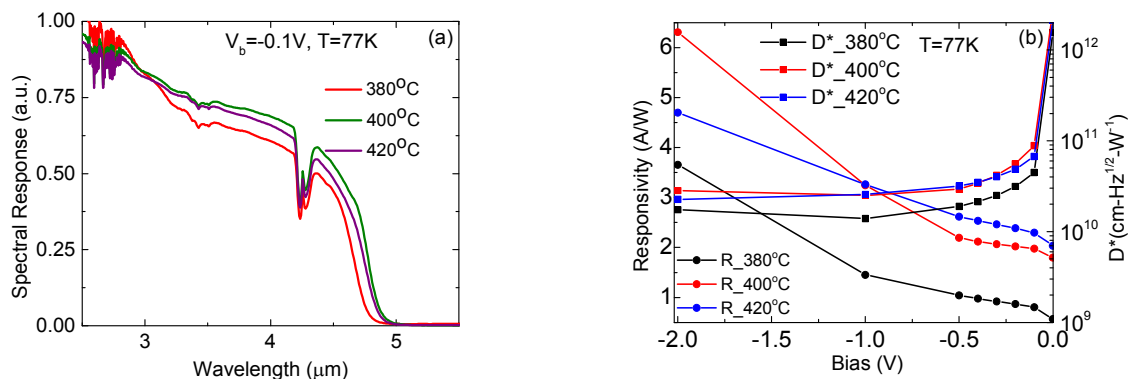 V_b=-0.1V, T=77K
(a)
380°C
400°C
420°C
Spectral Response (a.u.)
1.00
0.75
0.50
0.25
0.00
3
4
5
Wavelength (μm)
D*_380°C
D*_400°C
D*_420°C
T=77K
(b)
R_380°C
R_400°C
R_420°C
Responsivity (A/W)
6
5
4
3
2
1
-2.0
-1.5
-1.0
-0.5
0.0
Bias (V)
10^12
10^11
10^10
10^9
D*(cm-Hz^1/2-W^-1)